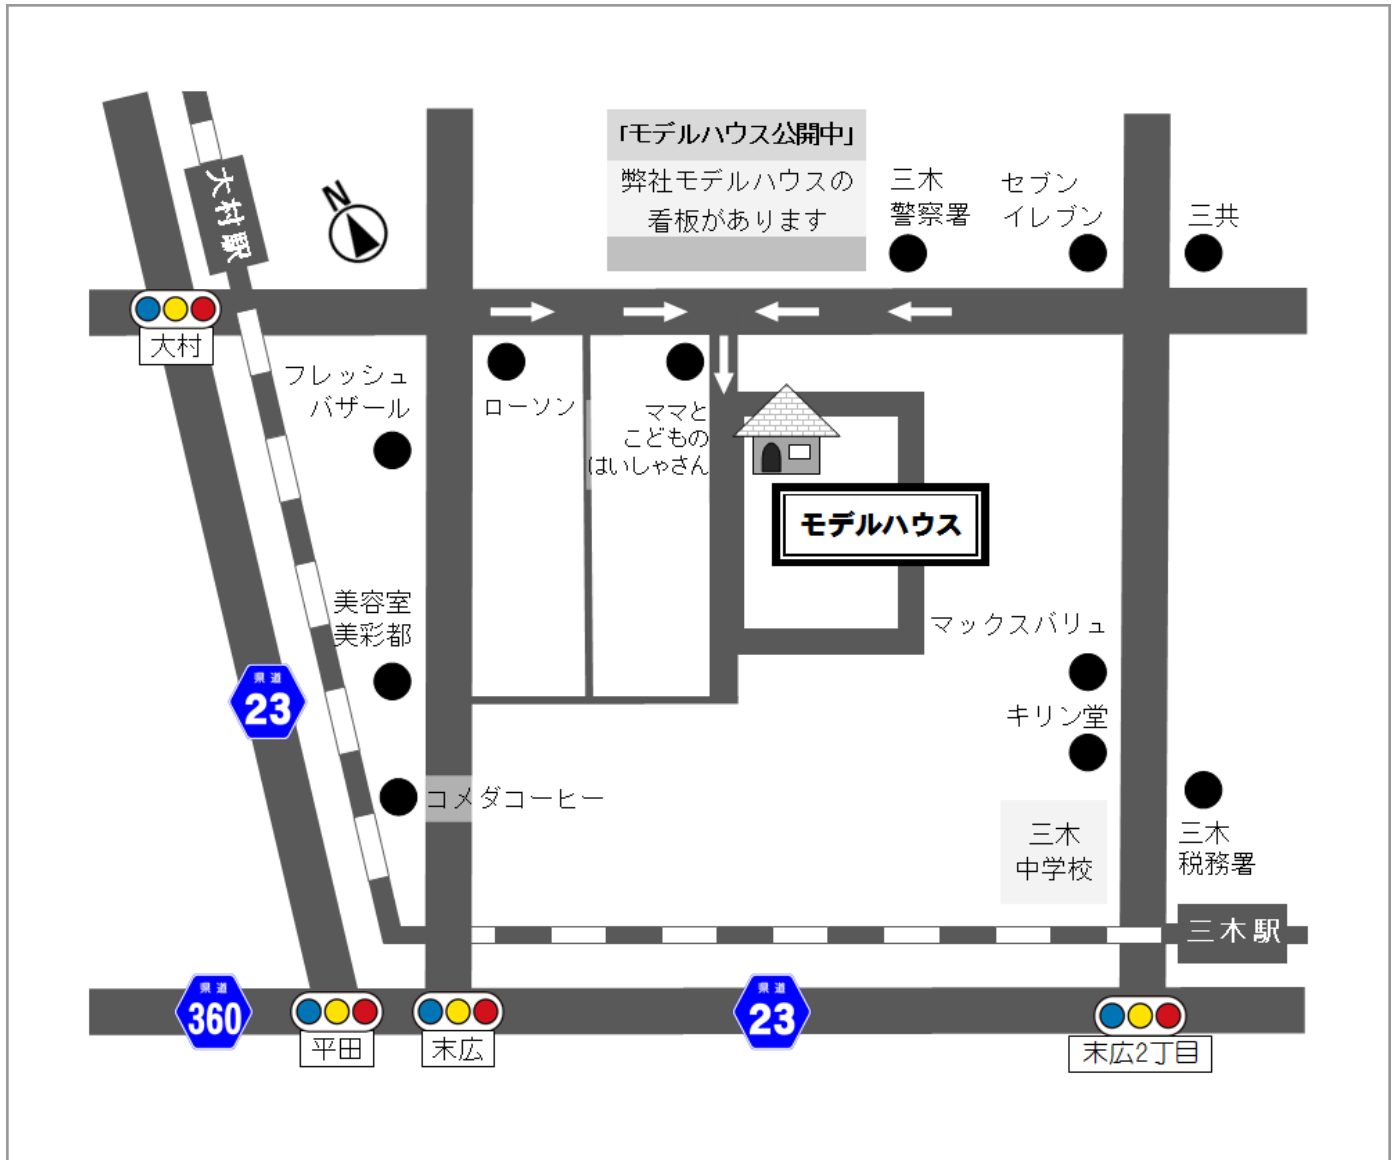 「モデルハウス公開中」
弊社モデルハウスの
看板があります
大村駅
N
三木
警察署
セブン
イレブン
三共
大村
フレッシュ
バザール
ローソン
ママと
こどもの
はいしゃさん
モデルハウス
美容室
美彩都
マックスバリュ
県道
23
キリン堂
コメダコーヒー
三木
中学校
三木
税務署
三木駅
県道
360
県道
23
平田
末広
末広2丁目